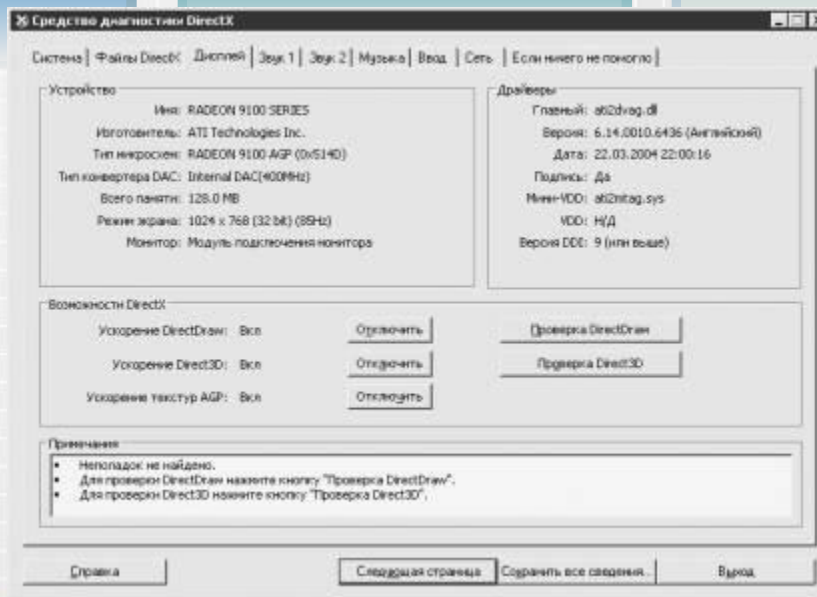 Средство диагностики DirectX
Система Файлы DirectX Дисплей Звук 1 Звук 2 Музыка Ввод Сеть Если ничего не помогло
Устройство
Имя: RADEON 9100 SERIES
Изготовитель: ATI Technologies Inc.
Тип микросхем: RADEON 9100 AGP (0x514D)
Тип конвертера DAC: Internal DAC(400MHz)
Всего памяти: 128.0 MB
Режим экрана: 1024 x 768 (32 bit) (85Hz)
Монитор: Модуль подключения монитора
Драйверы
Главный: ati2dvag.dll
Версия: 6.14.0010.6436 (Английский)
Дата: 22.03.2004 22:00:16
Подпись: Да
Мини-VDD: ati2mtag.sys
VDD: Н/Д
Версия DDI: 9 (или выше)
Возможности DirectX
Ускорение DirectDraw: Вкл Отключить Проверка DirectDraw
Ускорение Direct3D: Вкл Отключить Проверка Direct3D
Ускорение текстур AGP: Вкл Отключить
Примечания
• Неполадок не найдено.
• Для проверки DirectDraw нажмите кнопку "Проверка DirectDraw".
• Для проверки Direct3D нажмите кнопку "Проверка Direct3D".
Справка Следующая страница Сохранить все сведения... Выход